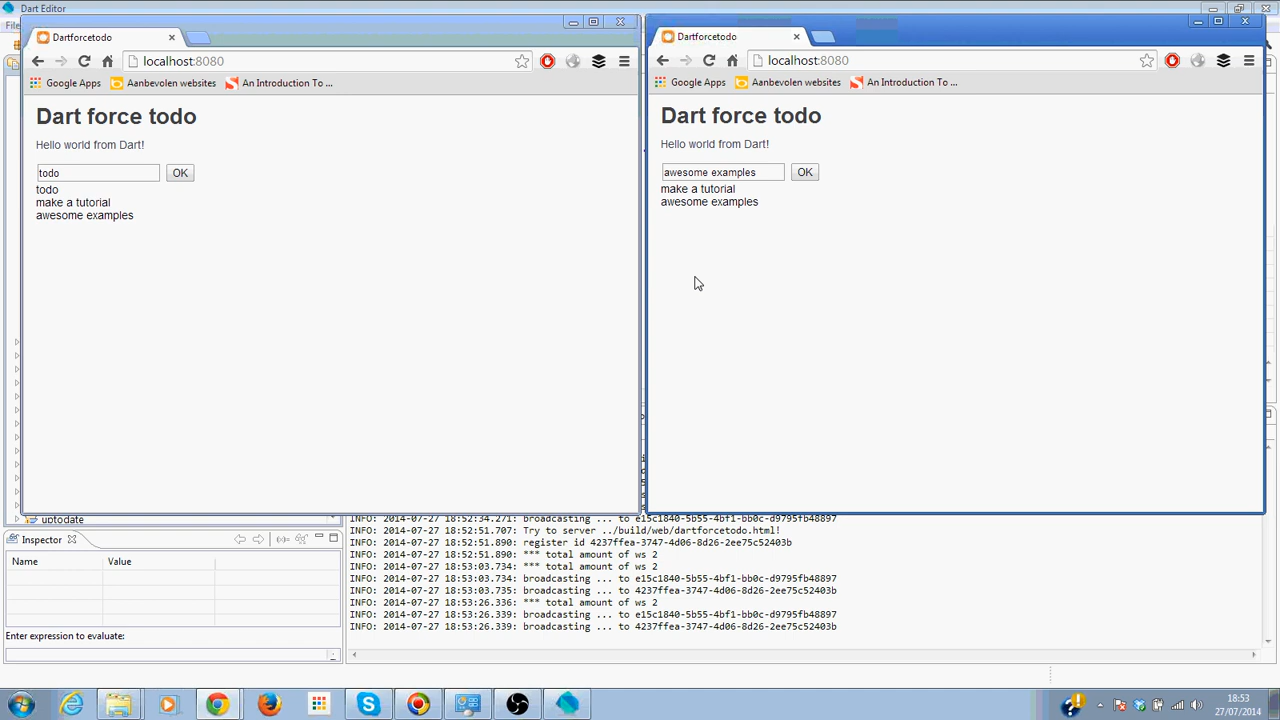 Dart Editor
Dartforcetodo
localhost:8080
Google Apps
Aanbevolen websites
An Introduction To ...
Dart force todo
Hello world from Dart!
todo
OK
todo
make a tutorial
awesome examples
Dartforcetodo
localhost:8080
Google Apps
Aanbevolen websites
An Introduction To ...
Dart force todo
Hello world from Dart!
awesome examples
OK
make a tutorial
awesome examples
uptodate
Inspector
Name Value
Enter expression to evaluate:
INFO: 2014-07-27 18:52:34.271: broadcasting ... to e15c1840-5b55-4bf1-bb0c-d9795fb48897
INFO: 2014-07-27 18:52:51.707: Try to server ../build/web/dartforcetodo.html!
INFO: 2014-07-27 18:52:51.890: register id 4237ffea-3747-4d06-8d26-2ee75c52403b
INFO: 2014-07-27 18:52:51.890: *** total amount of ws 2
INFO: 2014-07-27 18:53:03.734: *** total amount of ws 2
INFO: 2014-07-27 18:53:03.734: broadcasting ... to e15c1840-5b55-4bf1-bb0c-d9795fb48897
INFO: 2014-07-27 18:53:03.735: broadcasting ... to 4237ffea-3747-4d06-8d26-2ee75c52403b
INFO: 2014-07-27 18:53:26.336: *** total amount of ws 2
INFO: 2014-07-27 18:53:26.339: broadcasting ... to e15c1840-5b55-4bf1-bb0c-d9795fb48897
INFO: 2014-07-27 18:53:26.339: broadcasting ... to 4237ffea-3747-4d06-8d26-2ee75c52403b
18:53
27/07/2014